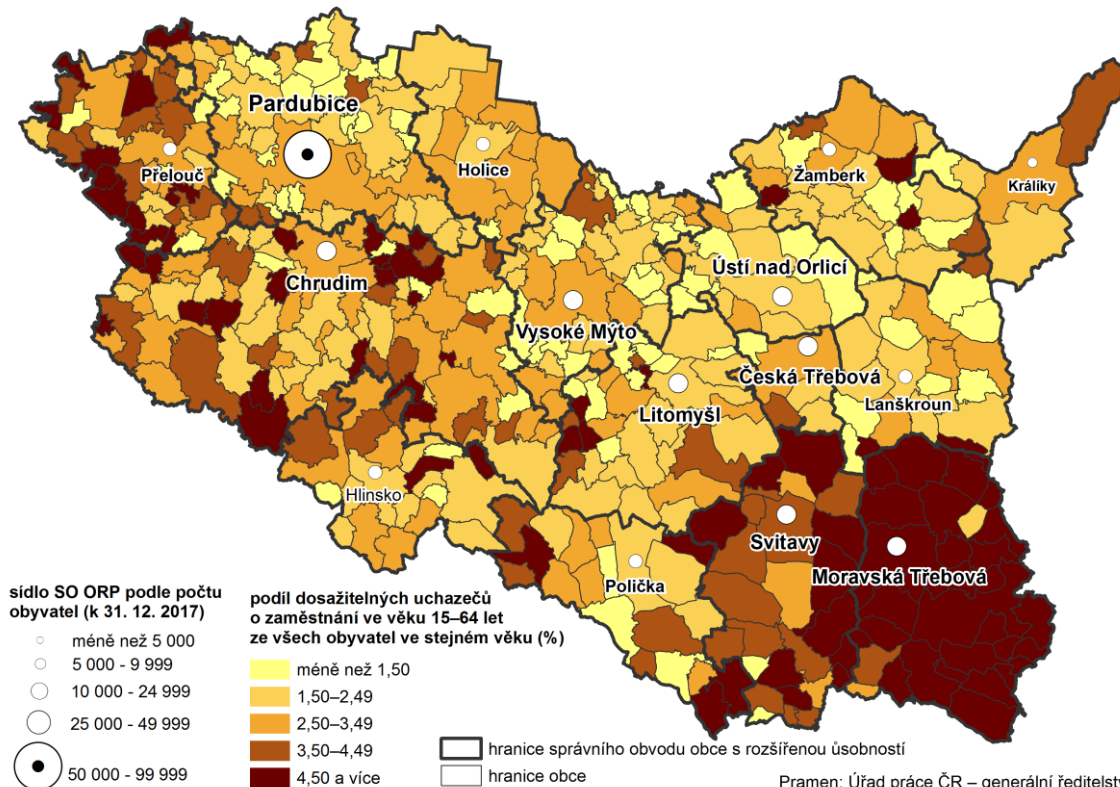 Pardubice
Holice
Přelouč
Žamberk
Králíky
Chrudim
Ústí nad Orlicí
Vysoké Mýto
Česká Třebová
Litomyšl
Lanškroun
Hlinsko
Svitavy
Polička
Moravská Třebová
sídlo SO ORP podle počtu
obyvatel (k 31. 12. 2017)
méně než 5 000
5 000 - 9 999
10 000 - 24 999
25 000 - 49 999
50 000 - 99 999
podíl dosažitelných uchazečů
o zaměstnání ve věku 15–64 let
ze všech obyvatel ve stejném věku (%)
méně než 1,50
1,50–2,49
2,50–3,49
3,50–4,49
4,50 a více
hranice správního obvodu obce s rozšířenou ůsobností
hranice obce
Pramen: Úřad práce ČR – generální ředitelstv